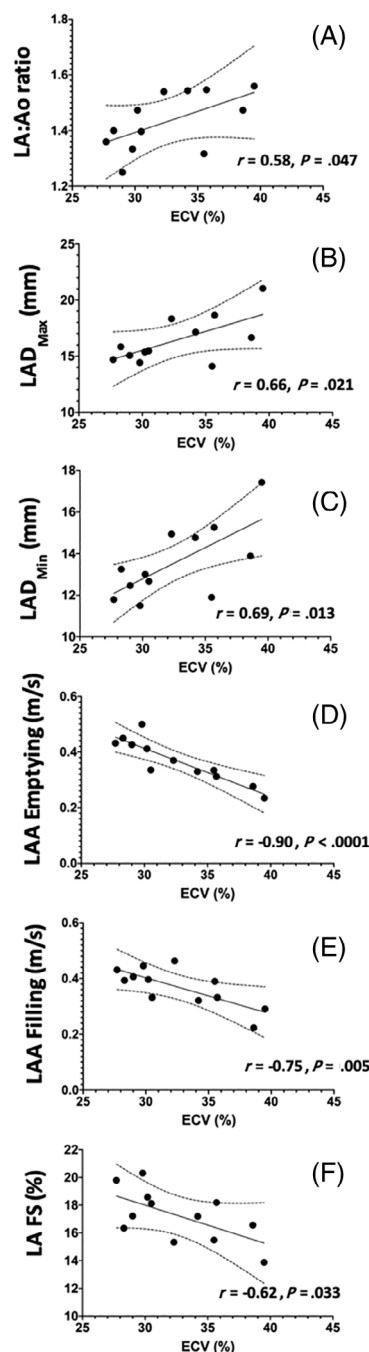 (A)
LA:Ao ratio
1.8
1.6
1.4
1.2
r = 0.58, P = .047
25 30 35 40 45
ECV (%)
(B)
LAD Max (mm)
25
20
15
10
r = 0.66, P = .021
25 30 35 40 45
ECV (%)
(C)
LAD Min (mm)
18
16
14
12
10
r = 0.69, P = .013
25 30 35 40 45
ECV (%)
(D)
LAA Emptying (m/s)
0.6
0.4
0.2
0.0
r = -0.90, P < .0001
25 30 35 40 45
ECV (%)
(E)
LAA Filling (m/s)
0.6
0.4
0.2
0.0
r = -0.75, P = .005
25 30 35 40 45
ECV (%)
(F)
LA FS (%)
22
20
18
16
14
12
10
r = -0.62, P = .033
25 30 35 40 45
ECV (%)